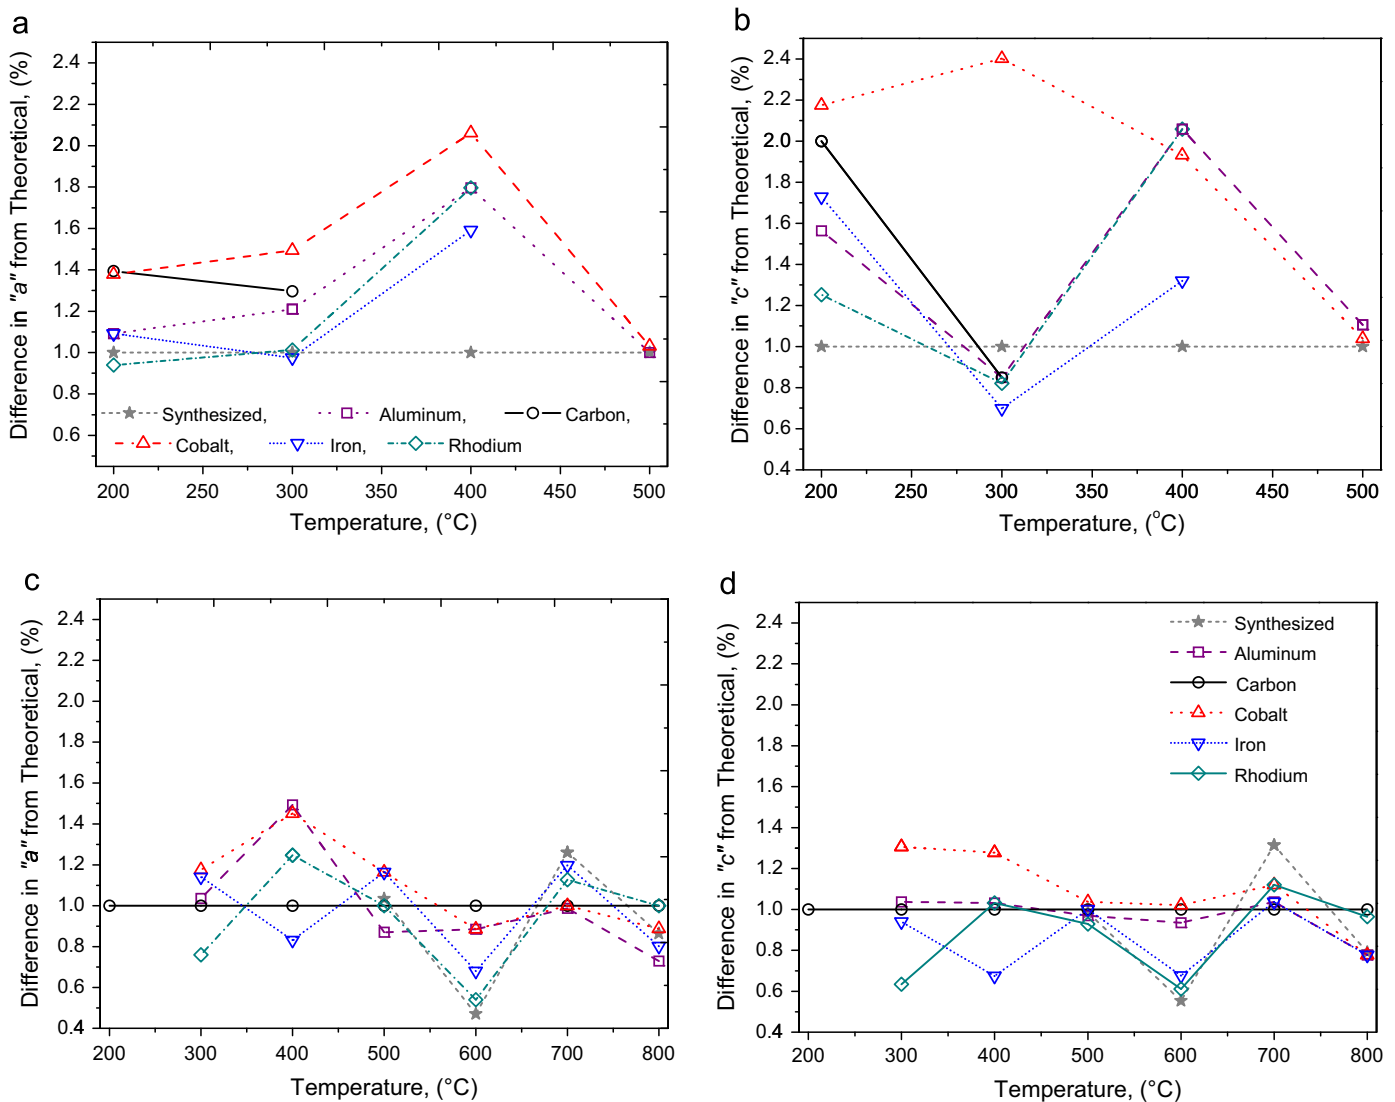 a
Difference in "a" from Theoretical, (%)
2.4
2.2
2.0
1.8
1.6
1.4
1.2
1.0
0.8
0.6
Synthesized, Aluminum, Carbon,
Cobalt, Iron, Rhodium
200 250 300 350 400 450 500
Temperature, (°C)
b
Difference in "c" from Theoretical, (%)
2.4
2.2
2.0
1.8
1.6
1.4
1.2
1.0
0.8
0.6
0.4
200 250 300 350 400 450 500
Temperature, (°C)
c
Difference in "a" from Theoretical, (%)
2.4
2.2
2.0
1.8
1.6
1.4
1.2
1.0
0.8
0.6
0.4
200 300 400 500 600 700 800
Temperature, (°C)
d
Difference in "c" from Theoretical, (%)
2.4
2.2
2.0
1.8
1.6
1.4
1.2
1.0
0.8
0.6
0.4
Synthesized
Aluminum
Carbon
Cobalt
Iron
Rhodium
200 300 400 500 600 700 800
Temperature, (°C)